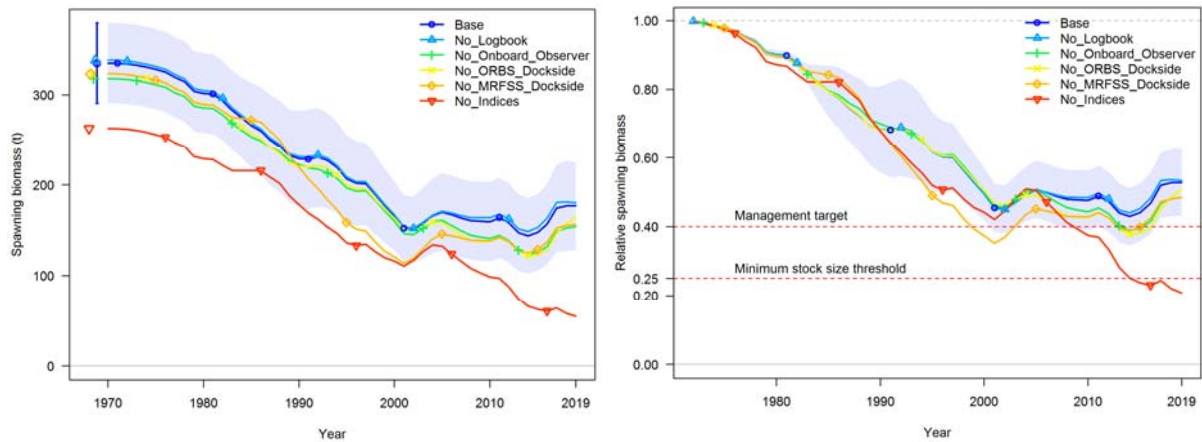 Base
No_Logbook
No_Onboard_Observer
No_ORBS_Dockside
No_MRFSS_Dockside
No_Indices
Spawning biomass (t)
300
200
100
0
1970
1980
1990
2000
2010
2019
Year
Base
No_Logbook
No_Onboard_Observer
No_ORBS_Dockside
No_MRFSS_Dockside
No_Indices
Relative spawning biomass
1.00
0.80
0.60
Management target
0.40
Minimum stock size threshold
0.25
0.20
0.00
1980
1990
2000
2010
2019
Year